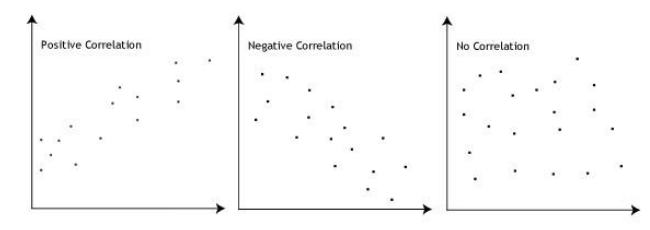 Positive Correlation
Negative Correlation
No Correlation